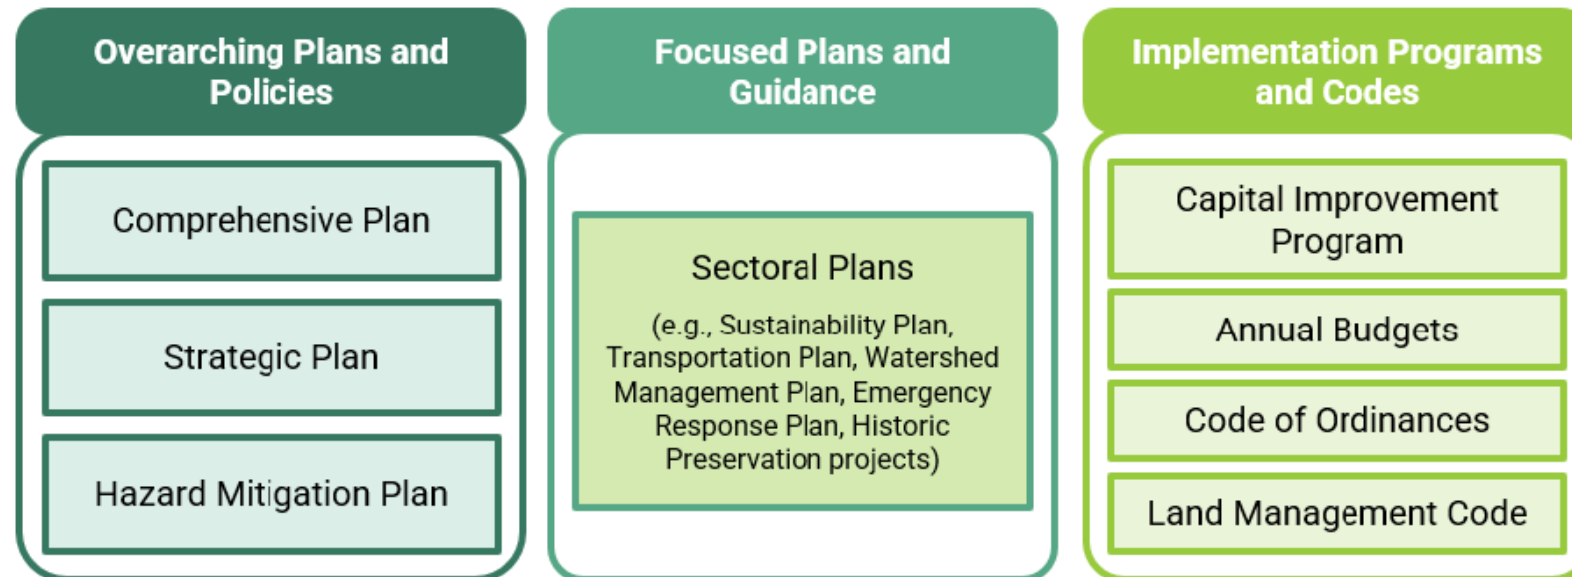 Overarching Plans and
Policies
Comprehensive Plan
Strategic Plan
Hazard Mitigation Plan
Focused Plans and
Guidance
Sectoral Plans
(e.g., Sustainability Plan,
Transportation Plan, Watershed
Management Plan, Emergency
Response Plan, Historic
Preservation projects)
Implementation Programs
and Codes
Capital Improvement
Program
Annual Budgets
Code of Ordinances
Land Management Code